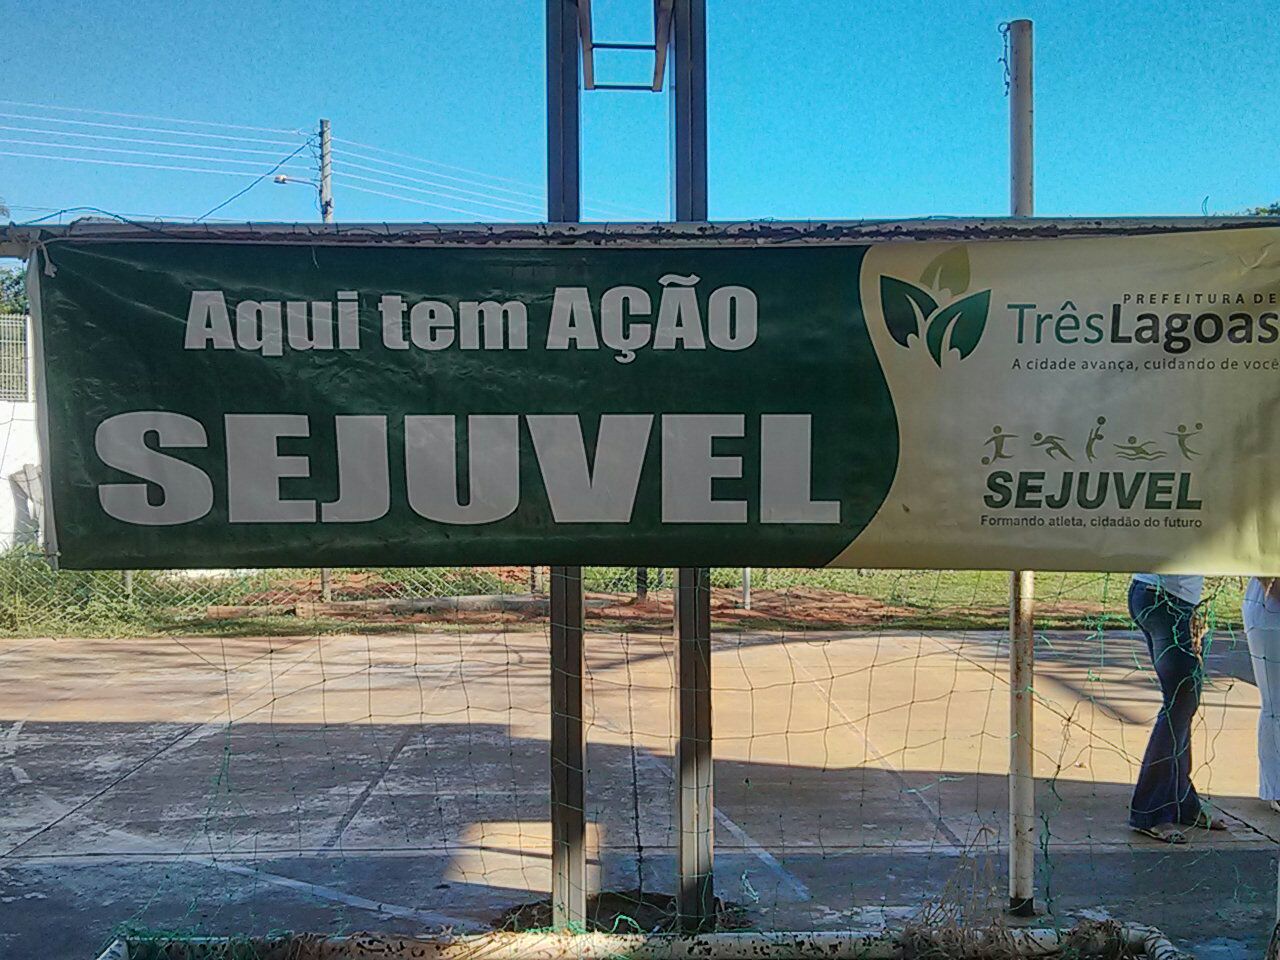 Aqui tem AÇÃO
SEJUVEL
PREFEITURA DE
TrêsLagoas
A cidade avança, cuidando de você
SEJUVEL
Formando atleta, cidadão do futuro